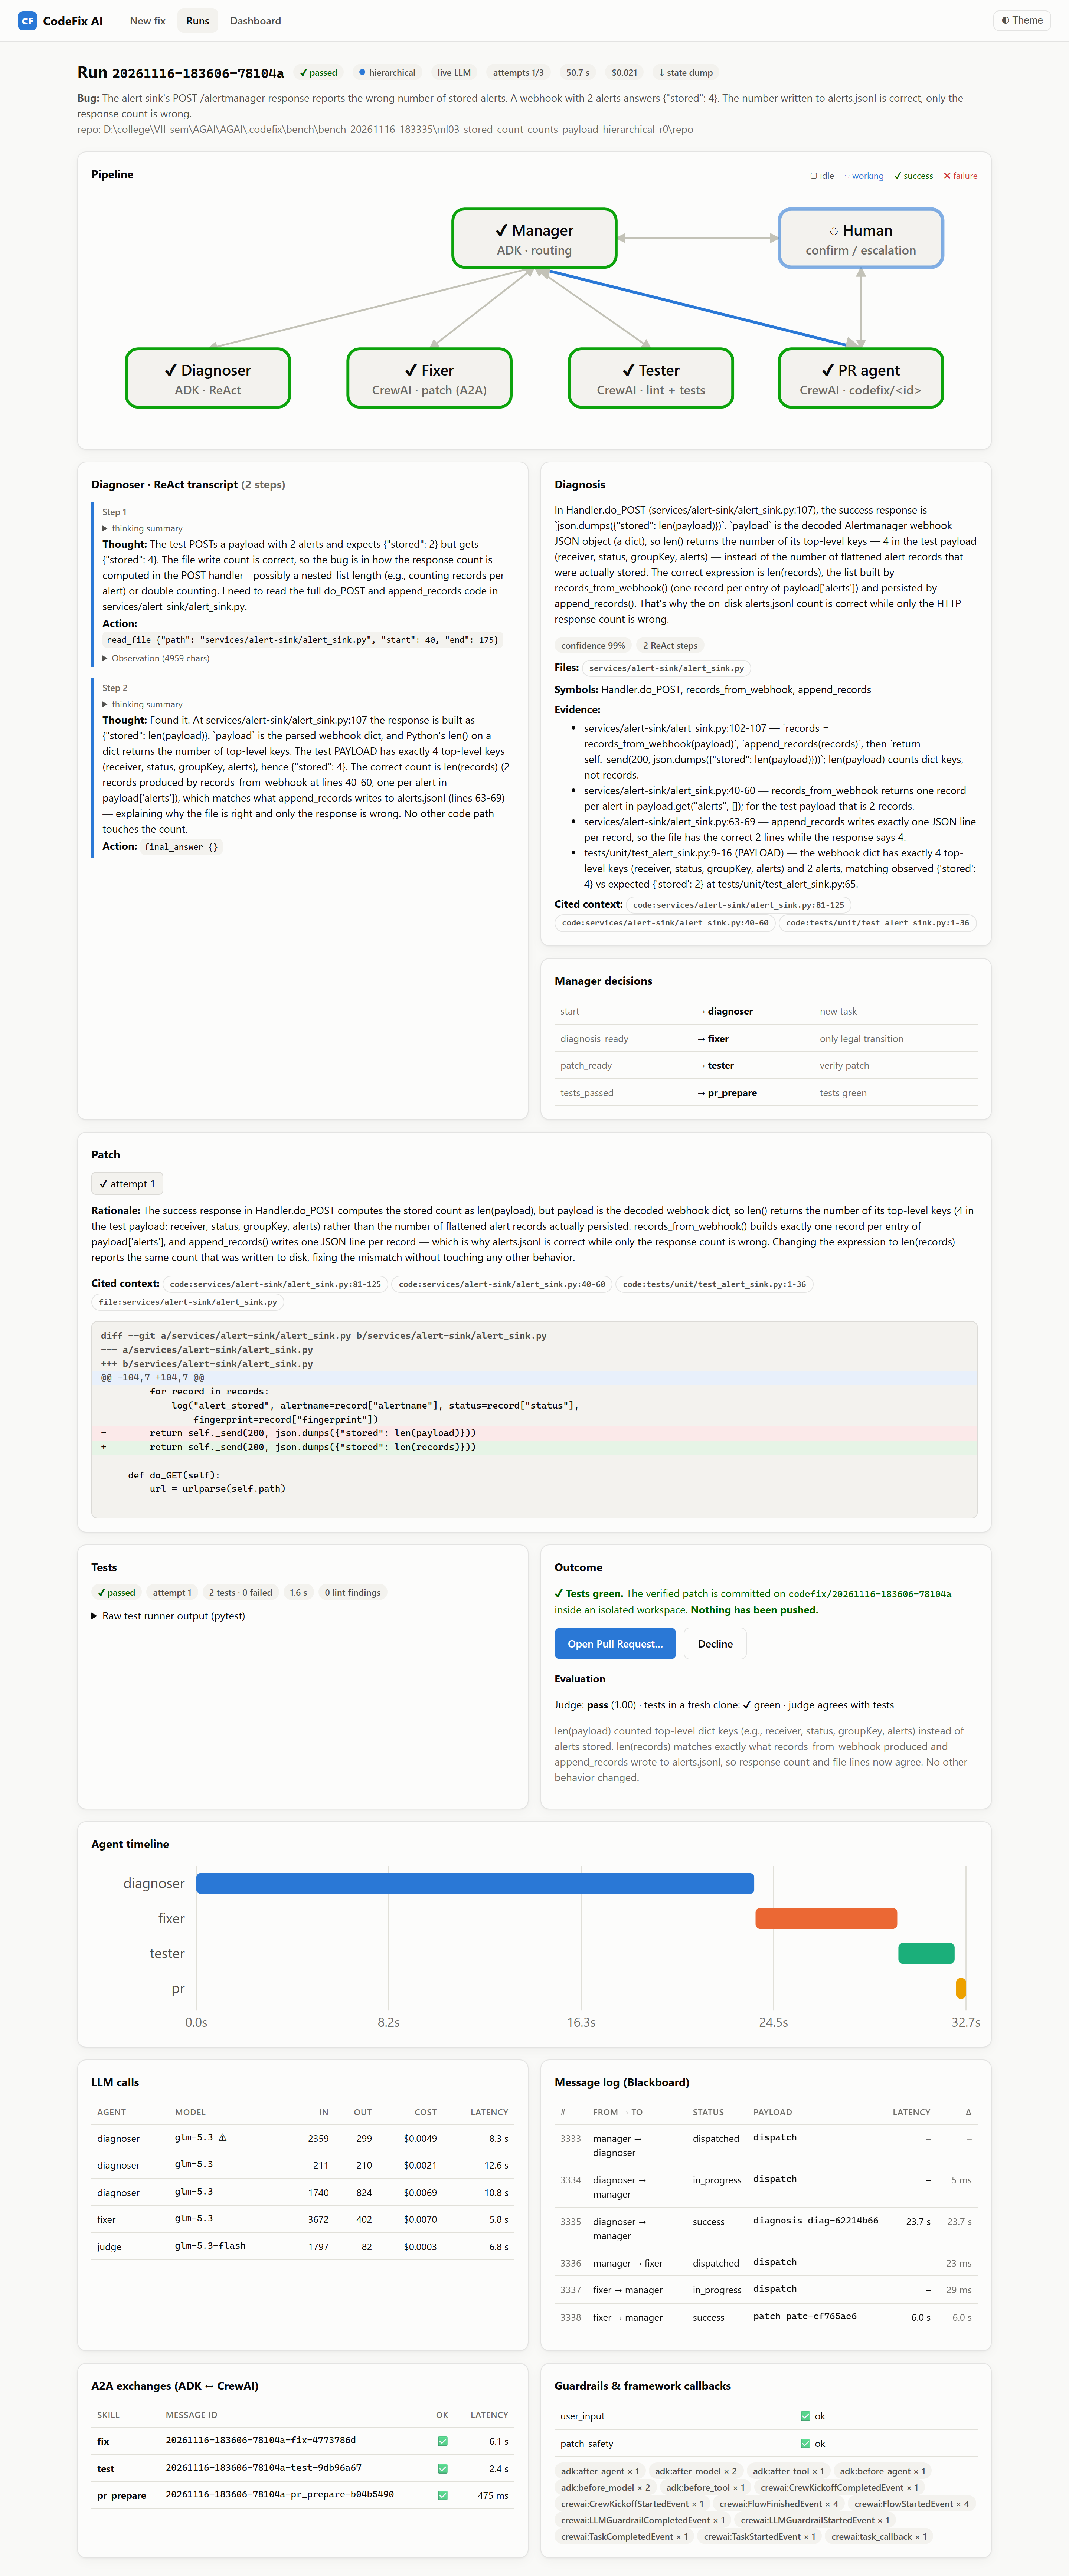 CF CodeFix AI New fix Runs Dashboard ◐ Theme
Run 20261116-183606-78104a ✓ passed ● hierarchical live LLM attempts 1/3 50.7 s $0.021 ↓ state dump
Bug: The alert sink's POST /alertmanager response reports the wrong number of stored alerts. A webhook with 2 alerts answers {"stored": 4}. The number written to alerts.jsonl is correct, only the
response count is wrong.
repo: D:\college\VII-sem\AGAI\AGAI\.codefix\bench\bench-20261116-183335\ml03-stored-count-counts-payload-hierarchical-r0\repo
Pipeline
☐ idle ○ working ✓ success ✕ failure
✓ Manager
ADK · routing
○ Human
confirm / escalation
✓ Diagnoser
ADK · ReAct
✓ Fixer
CrewAI · patch (A2A)
✓ Tester
CrewAI · lint + tests
✓ PR agent
CrewAI · codefix/<id>
Diagnoser · ReAct transcript (2 steps)
Step 1
▶ thinking summary
Thought: The test POSTs a payload with 2 alerts and expects {"stored": 2} but gets
{"stored": 4}. The file write count is correct, so the bug is in how the response count is
computed in the POST handler - possibly a nested-list length (e.g., counting records per
alert) or double counting. I need to read the full do_POST and append_records code in
services/alert-sink/alert_sink.py.
Action:
read_file {"path": "services/alert-sink/alert_sink.py", "start": 40, "end": 175}
▶ Observation (4959 chars)
Step 2
▶ thinking summary
Thought: Found it. At services/alert-sink/alert_sink.py:107 the response is built as
{"stored": len(payload)}. `payload` is the parsed webhook dict, and Python's len() on a
dict returns the number of top-level keys. The test PAYLOAD has exactly 4 top-level keys
(receiver, status, groupKey, alerts), hence {"stored": 4}. The correct count is len(records) (2
records produced by records_from_webhook at lines 40-60, one per alert in
payload['alerts']), which matches what append_records writes to alerts.jsonl (lines 63-69)
— explaining why the file is right and only the response is wrong. No other code path
touches the count.
Action: final_answer {}
Diagnosis
In Handler.do_POST (services/alert-sink/alert_sink.py:107), the success response is
`json.dumps({"stored": len(payload)})`. `payload` is the decoded Alertmanager webhook
JSON object (a dict), so len() returns the number of its top-level keys — 4 in the test payload
(receiver, status, groupKey, alerts) — instead of the number of flattened alert records that
were actually stored. The correct expression is len(records), the list built by
records_from_webhook() (one record per entry of payload['alerts']) and persisted by
append_records(). That's why the on-disk alerts.jsonl count is correct while only the HTTP
response count is wrong.
confidence 99% 2 ReAct steps
Files: services/alert-sink/alert_sink.py
Symbols: Handler.do_POST, records_from_webhook, append_records
Evidence:
• services/alert-sink/alert_sink.py:102-107 — `records =
records_from_webhook(payload)`, `append_records(records)`, then `return
self._send(200, json.dumps({"stored": len(payload)}))`; len(payload) counts dict keys,
not records.
• services/alert-sink/alert_sink.py:40-60 — records_from_webhook returns one record
per alert in payload.get("alerts", []); for the test payload that is 2 records.
• services/alert-sink/alert_sink.py:63-69 — append_records writes exactly one JSON line
per record, so the file has the correct 2 lines while the response says 4.
• tests/unit/test_alert_sink.py:9-16 (PAYLOAD) — the webhook dict has exactly 4 top-
level keys (receiver, status, groupKey, alerts) and 2 alerts, matching observed {'stored':
4} vs expected {'stored': 2} at tests/unit/test_alert_sink.py:65.
Cited context: code:services/alert-sink/alert_sink.py:81-125
code:services/alert-sink/alert_sink.py:40-60 code:tests/unit/test_alert_sink.py:1-36
Manager decisions
start → diagnoser new task
diagnosis_ready → fixer only legal transition
patch_ready → tester verify patch
tests_passed → pr_prepare tests green
Patch
✓ attempt 1
Rationale: The success response in Handler.do_POST computes the stored count as len(payload), but payload is the decoded webhook dict, so len() returns the number of its top-level keys (4 in
the test payload: receiver, status, groupKey, alerts) rather than the number of flattened alert records actually persisted. records_from_webhook() builds exactly one record per entry of
payload['alerts'], and append_records() writes one JSON line per record — which is why alerts.jsonl is correct while only the response count is wrong. Changing the expression to len(records)
reports the same count that was written to disk, fixing the mismatch without touching any other behavior.
Cited context: code:services/alert-sink/alert_sink.py:81-125 code:services/alert-sink/alert_sink.py:40-60 code:tests/unit/test_alert_sink.py:1-36
file:services/alert-sink/alert_sink.py
diff --git a/services/alert-sink/alert_sink.py b/services/alert-sink/alert_sink.py
--- a/services/alert-sink/alert_sink.py
+++ b/services/alert-sink/alert_sink.py
@@ -104,7 +104,7 @@
for record in records:
log("alert_stored", alertname=record["alertname"], status=record["status"],
fingerprint=record["fingerprint"])
- return self._send(200, json.dumps({"stored": len(payload)}))
+ return self._send(200, json.dumps({"stored": len(records)}))
def do_GET(self):
url = urlparse(self.path)
Tests
✓ passed attempt 1 2 tests · 0 failed 1.6 s 0 lint findings
▶ Raw test runner output (pytest)
Outcome
✓ Tests green. The verified patch is committed on codefix/20261116-183606-78104a
inside an isolated workspace. Nothing has been pushed.
Open Pull Request... Decline
Evaluation
Judge: pass (1.00) · tests in a fresh clone: ✓ green · judge agrees with tests
len(payload) counted top-level dict keys (e.g., receiver, status, groupKey, alerts) instead of
alerts stored. len(records) matches exactly what records_from_webhook produced and
append_records wrote to alerts.jsonl, so response count and file lines now agree. No other
behavior changed.
Agent timeline
diagnoser
fixer
tester
pr
0.0s 8.2s 16.3s 24.5s 32.7s
LLM calls
AGENT MODEL IN OUT COST LATENCY
diagnoser glm-5.3 ⚠ 2359 299 $0.0049 8.3 s
diagnoser glm-5.3 211 210 $0.0021 12.6 s
diagnoser glm-5.3 1740 824 $0.0069 10.8 s
fixer glm-5.3 3672 402 $0.0070 5.8 s
judge glm-5.3-flash 1797 82 $0.0003 6.8 s
Message log (Blackboard)
# FROM → TO STATUS PAYLOAD LATENCY Δ
3333 manager → diagnoser dispatched dispatch – –
3334 diagnoser → manager in_progress dispatch – 5 ms
3335 diagnoser → manager success diagnosis diag-62214b66 23.7 s 23.7 s
3336 manager → fixer dispatched dispatch – 23 ms
3337 fixer → manager in_progress dispatch – 29 ms
3338 fixer → manager success patch patc-cf765ae6 6.0 s 6.0 s
A2A exchanges (ADK ↔ CrewAI)
SKILL MESSAGE ID OK LATENCY
fix 20261116-183606-78104a-fix-4773786d ✅ 6.1 s
test 20261116-183606-78104a-test-9db96a67 ✅ 2.4 s
pr_prepare 20261116-183606-78104a-pr_prepare-b04b5490 ✅ 475 ms
Guardrails & framework callbacks
user_input ✅ ok
patch_safety ✅ ok
adk:after_agent × 1 adk:after_model × 2 adk:after_tool × 1 adk:before_agent × 1
adk:before_model × 2 adk:before_tool × 1 crewai:CrewKickoffCompletedEvent × 1
crewai:CrewKickoffStartedEvent × 1 crewai:FlowFinishedEvent × 4 crewai:FlowStartedEvent × 4
crewai:LLMGuardrailCompletedEvent × 1 crewai:LLMGuardrailStartedEvent × 1
crewai:TaskCompletedEvent × 1 crewai:TaskStartedEvent × 1 crewai:task_callback × 1